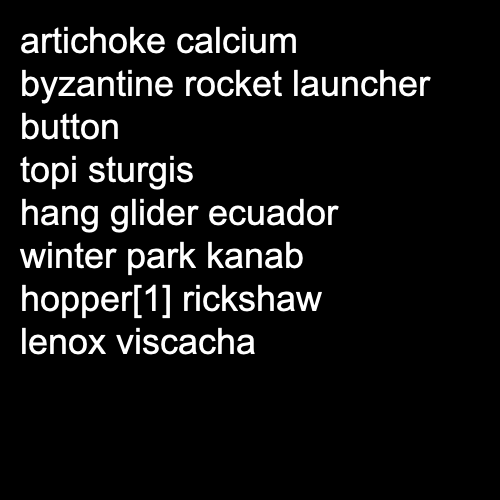 artichoke calcium
byzantine rocket launcher
button
topi sturgis
hang glider ecuador
winter park kanab
hopper[1] rickshaw
lenox viscacha